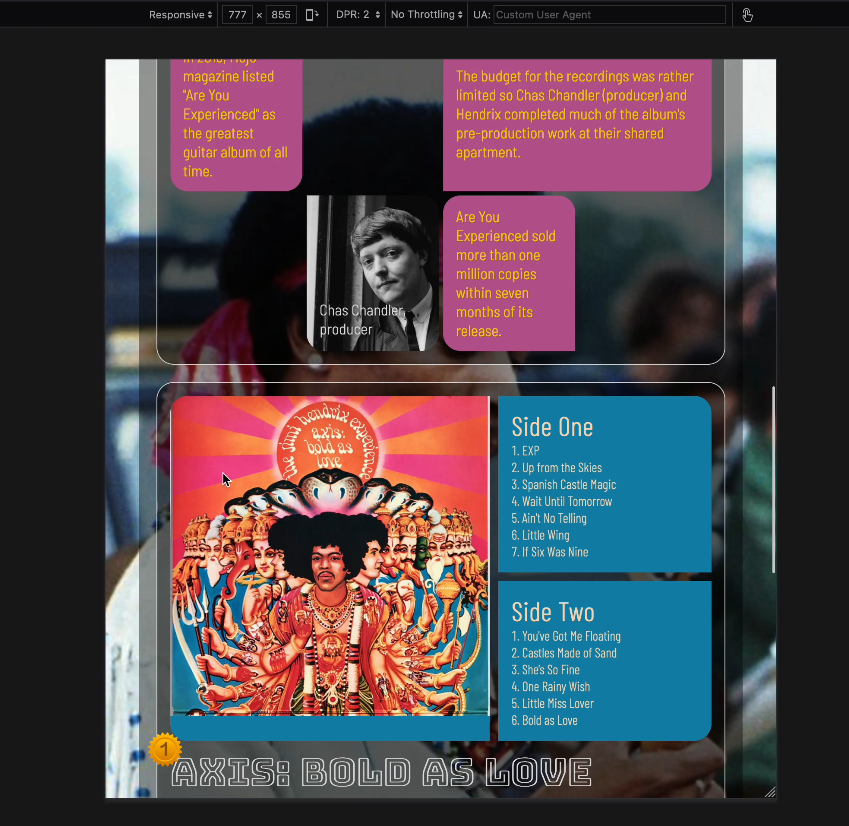 Responsive 777 × 855 DPR: 2 No Throttling UA: Custom User Agent
In 2013, Mojo
magazine listed
"Are You
Experienced" as
the greatest
guitar album of all
time.
The budget for the recordings was rather
limited so Chas Chandler (producer) and
Hendrix completed much of the album's
pre-production work at their shared
apartment.
Chas Chandler,
producer
Are You
Experienced sold
more than one
million copies
within seven
months of its
release.
the jimi hendrix experience
axis:
bold as
love
Side One
1. EXP
2. Up from the Skies
3. Spanish Castle Magic
4. Wait Until Tomorrow
5. Ain't No Telling
6. Little Wing
7. If Six Was Nine
Side Two
1. You've Got Me Floating
2. Castles Made of Sand
3. She's So Fine
4. One Rainy Wish
5. Little Miss Lover
6. Bold as Love
1
AXIS: BOLD AS LOVE